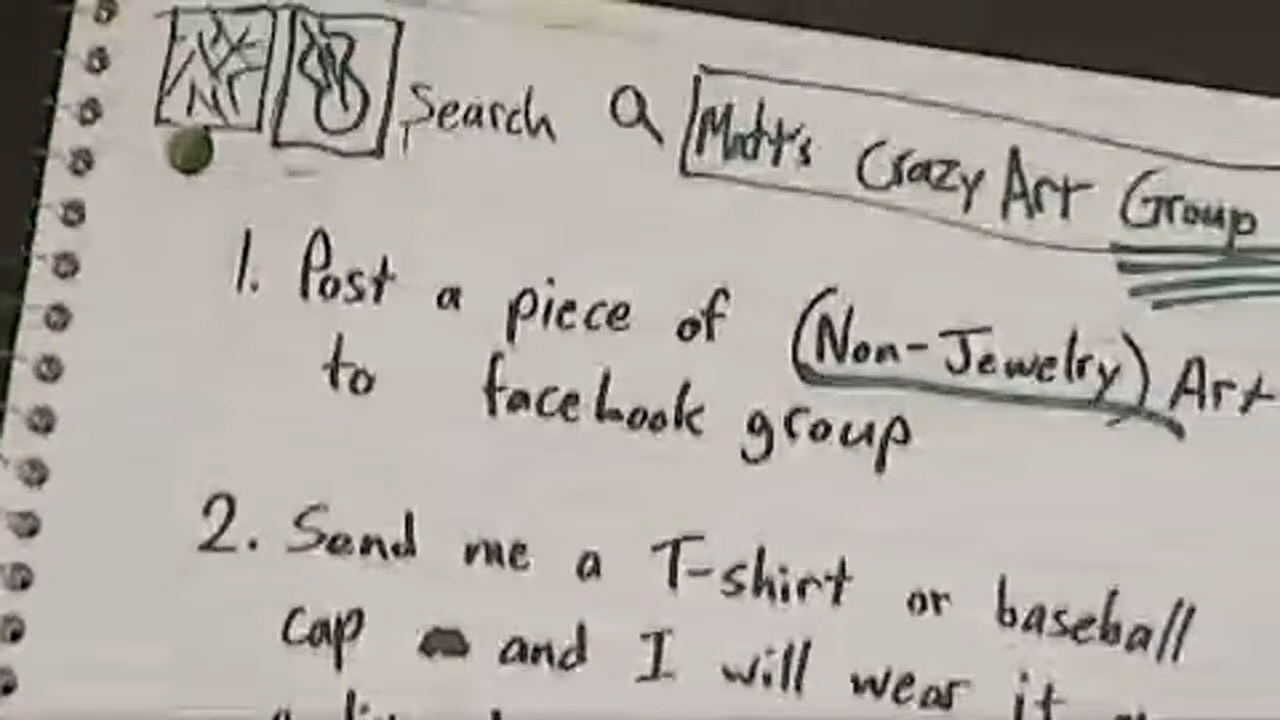 Search Q Matt's Crazy Art Group
1. Post a piece of (Non-Jewelry) Art
to facebook group
2. Send me a T-shirt or baseball
cap and I will wear it